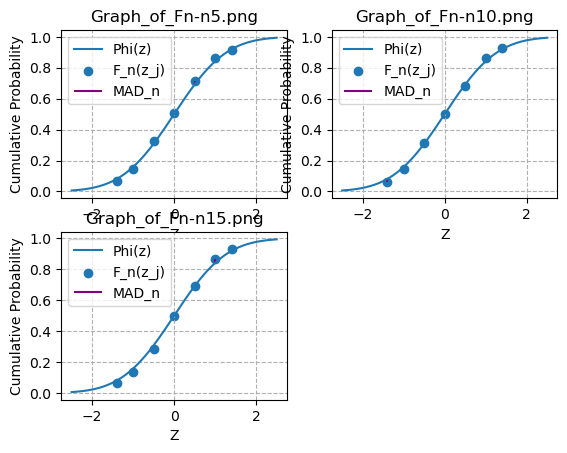 Graph_of_Fn-n5.png
Cumulative Probability
1.0
0.8
0.6
0.4
0.2
0.0
Phi(z)
F_n(z_j)
MAD_n
−2
0
2
Z
Graph_of_Fn-n10.png
Cumulative Probability
1.0
0.8
0.6
0.4
0.2
0.0
Phi(z)
F_n(z_j)
MAD_n
−2
0
2
Z
Graph_of_Fn-n15.png
Cumulative Probability
1.0
0.8
0.6
0.4
0.2
0.0
Phi(z)
F_n(z_j)
MAD_n
−2
0
2
Z